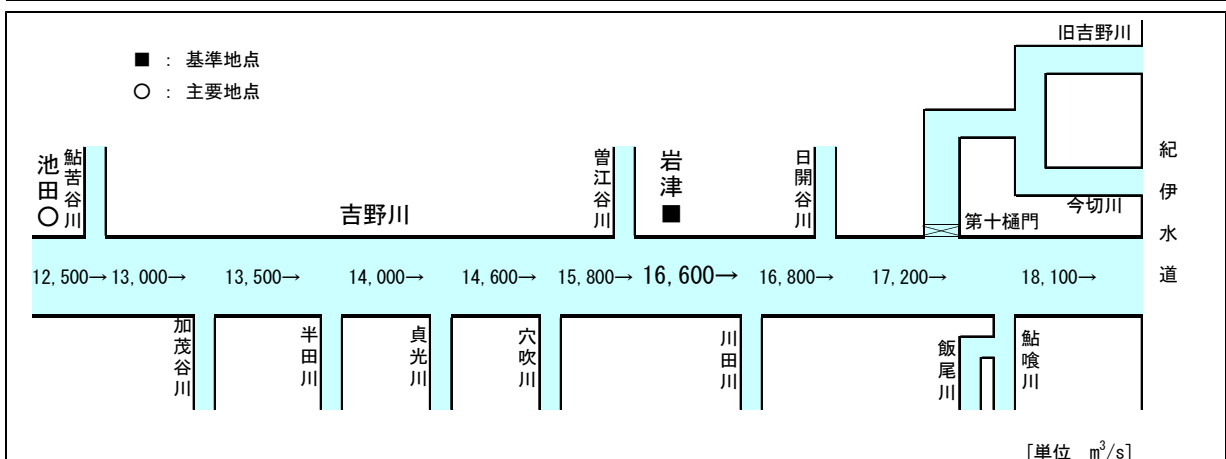 ■ : 基準地点
○ : 主要地点
旧吉野川
池田○
鮎苦谷川
吉野川
曽江谷川
岩津■
日開谷川
第十樋門
今切川
紀伊水道
12,500→ 13,000→ 13,500→ 14,000→ 14,600→ 15,800→ 16,600→ 16,800→ 17,200→ 18,100→
加茂谷川
半田川
貞光川
穴吹川
川田川
飯尾川
鮎喰川
[単位 m³/s]